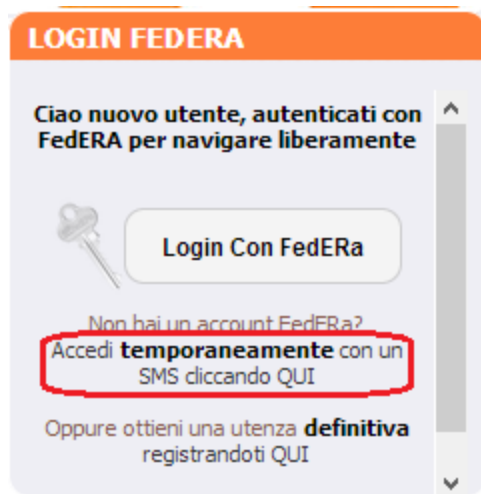 LOGIN FEDERA
Ciao nuovo utente, autenticati con
FedERA per navigare liberamente
Login Con FedERa
Non hai un account FedERa?
Accedi temporaneamente con un
SMS cliccando QUI
Oppure ottieni una utenza definitiva
registrandoti QUI